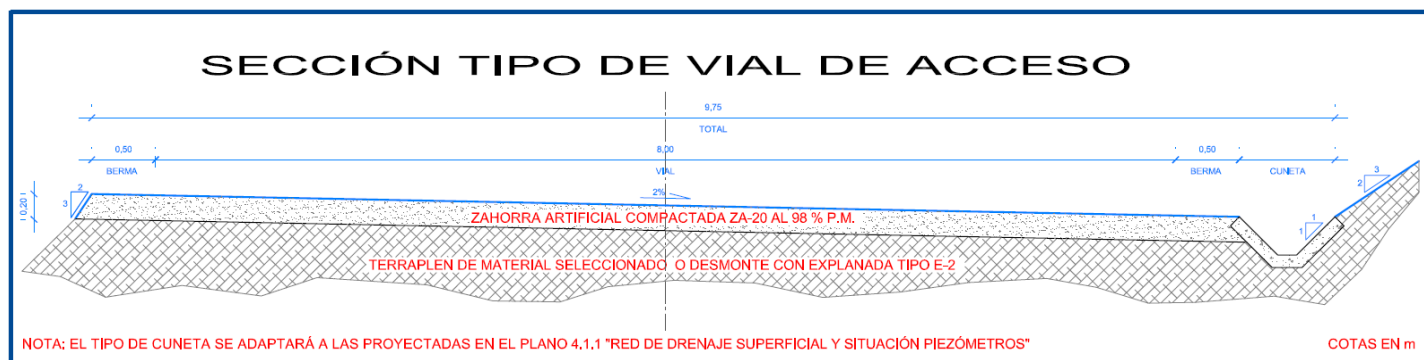 SECCIÓN TIPO DE VIAL DE ACCESO
9,75
TOTAL
0,50
8,00
0,50
BERMA
VIAL
BERMA
CUNETA
3
2
2
3
0,20
2%
1
1
ZAHORRA ARTIFICIAL COMPACTADA ZA-20 AL 98 % P.M.
TERRAPLEN DE MATERIAL SELECCIONADO O DESMONTE CON EXPLANADA TIPO E-2
NOTA: EL TIPO DE CUNETA SE ADAPTARÁ A LAS PROYECTADAS EN EL PLANO 4.1.1 "RED DE DRENAJE SUPERFICIAL Y SITUACIÓN PIEZÓMETROS"
COTAS EN m